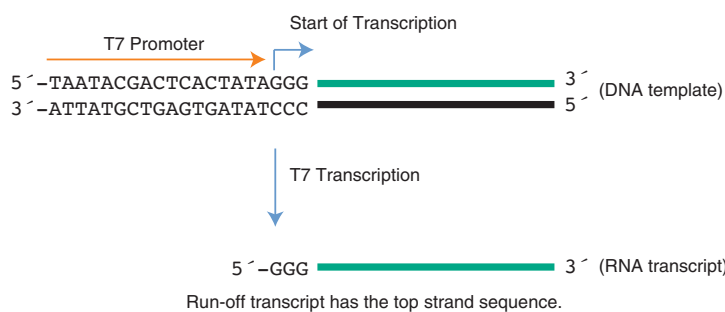 T7 Promoter
Start of Transcription
5´-TAATACGACTCACTATAGGG 3´
(DNA template)
3´-ATTATGCTGAGTGATATCCC 5´
T7 Transcription
5´-GGG 3´ (RNA transcript)
Run-off transcript has the top strand sequence.